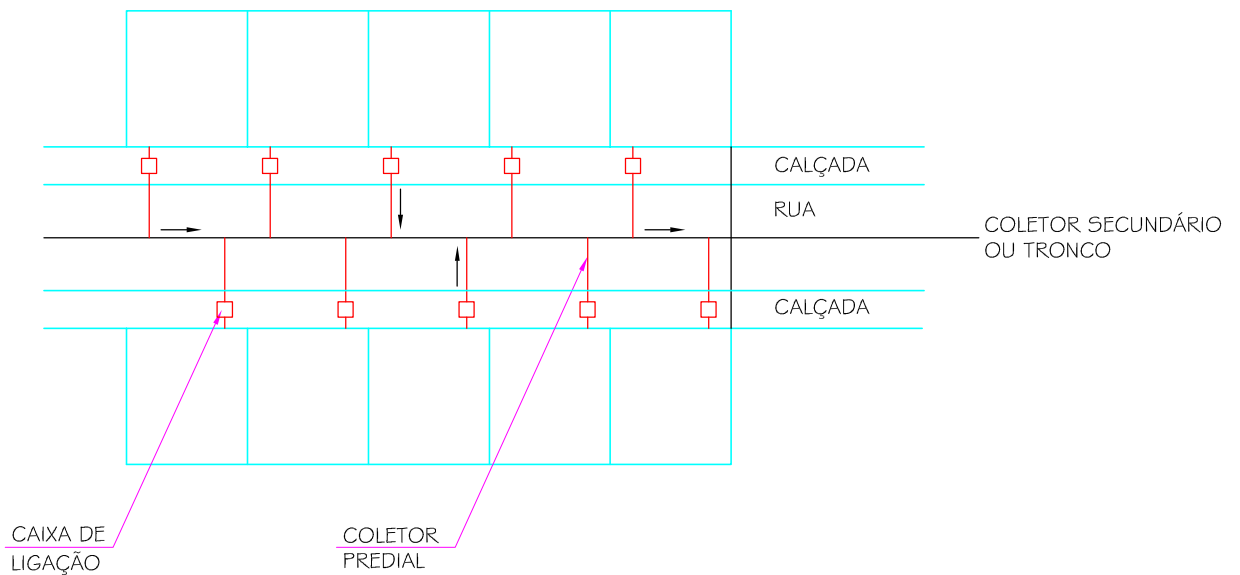 CALÇADA
RUA
COLETOR SECUNDÁRIO
OU TRONCO
CALÇADA
CAIXA DE
LIGAÇÃO
COLETOR
PREDIAL